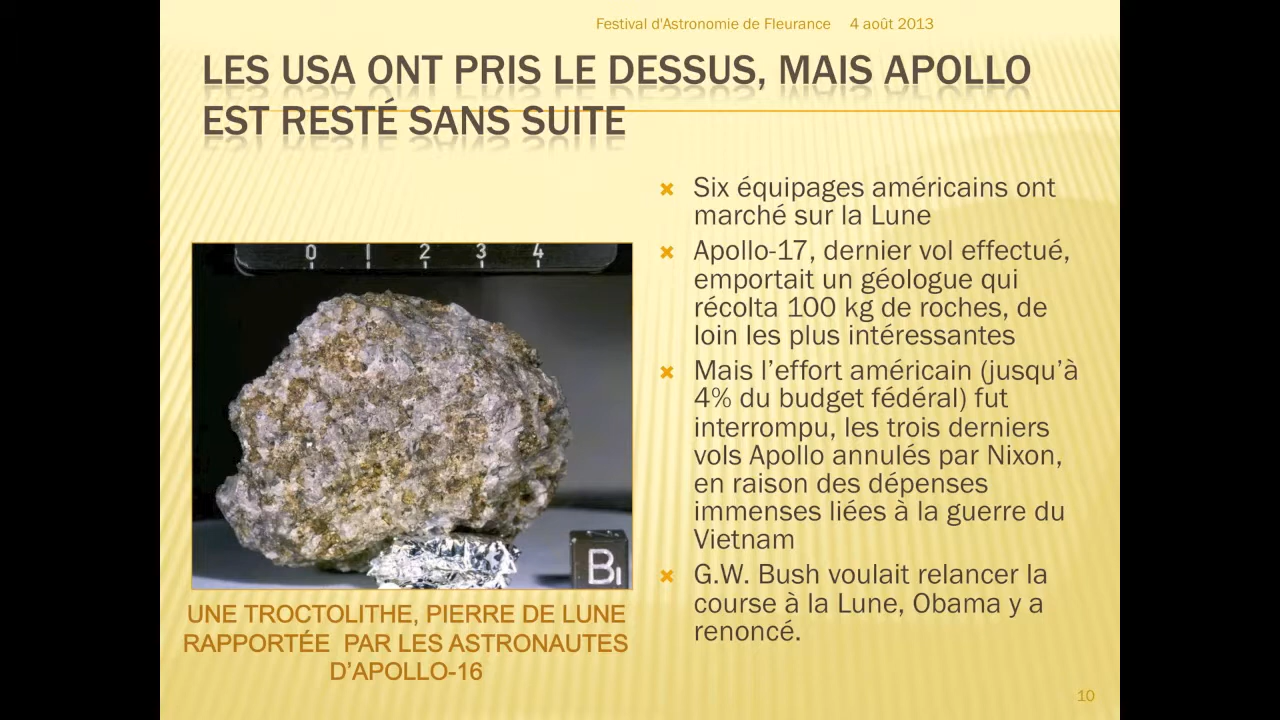 Festival d'Astronomie de Fleurance 4 août 2013
LES USA ONT PRIS LE DESSUS, MAIS APOLLO
EST RESTÉ SANS SUITE
Six équipages américains ont
marché sur la Lune
Apollo-17, dernier vol effectué,
emportait un géologue qui
récolta 100 kg de roches, de
loin les plus intéressantes
Mais l’effort américain (jusqu’à
4% du budget fédéral) fut
interrompu, les trois derniers
vols Apollo annulés par Nixon,
en raison des dépenses
immenses liées à la guerre du
Vietnam
G.W. Bush voulait relancer la
course à la Lune, Obama y a
renoncé.
0 1 2 3 4
B1
UNE TROCTOLITHE, PIERRE DE LUNE
RAPPORTÉE PAR LES ASTRONAUTES
D’APOLLO-16
10